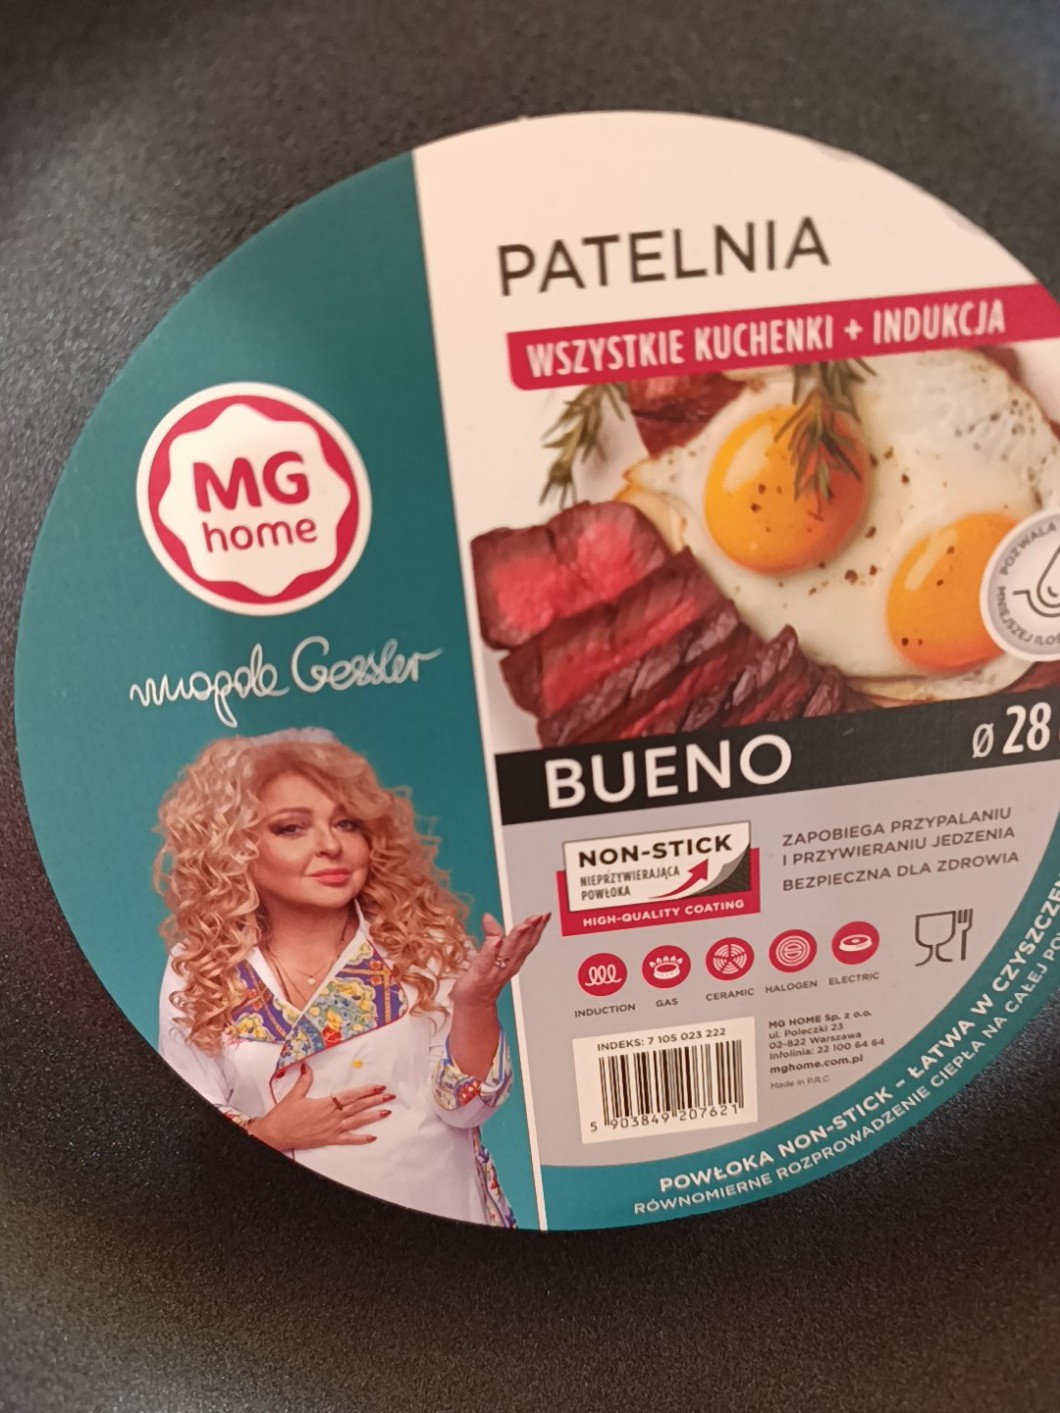 PATELNIA
WSZYSTKIE KUCHENKI + INDUKCJA
MG
home
magda Gessler
POZWALA
MNIEJSZEJ
BUENO
ø 28
NON-STICK
NIEPRZYWIERAJĄCA
POWŁOKA
HIGH-QUALITY COATING
ZAPOBIEGA PRZYPALANIU
I PRZYWIERANIU JEDZENIA
BEZPIECZNA DLA ZDROWIA
INDUCTION
GAS
CERAMIC
HALOGEN
ELECTRIC
INDEKS: 7 105 023 222
5 903849 207621
MG HOME Sp. z o.o.
ul. Poleczki 23
02-822 Warszawa
Infolinia: 22 100 64 64
mghome.com.pl
Made in P.R.C.
POWŁOKA NON-STICK - ŁATWA W
RÓWNOMIERNE ROZPROWADZENIE CIEPŁA NA CAŁEJ